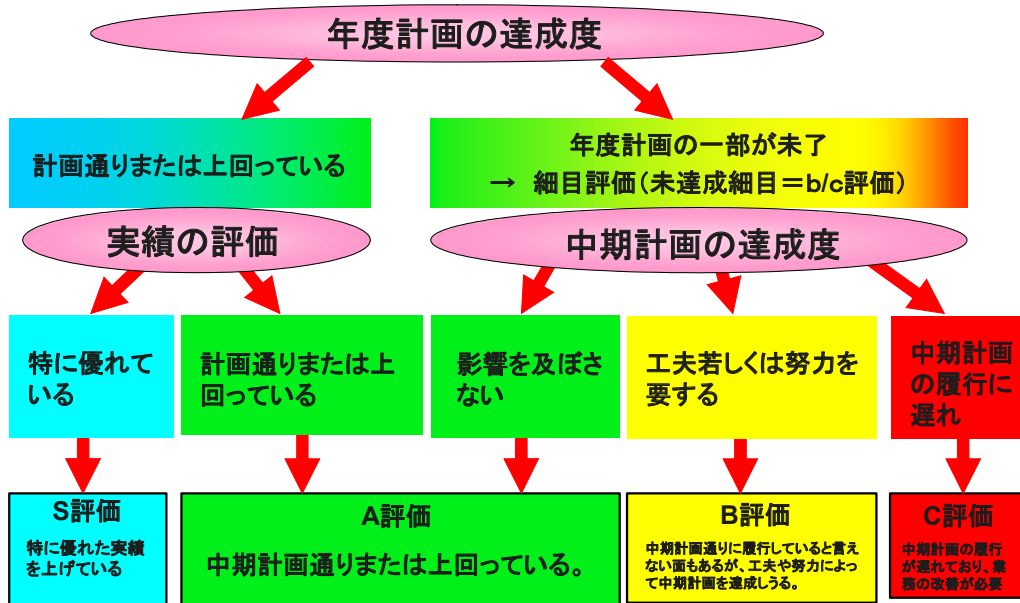 年度計画の達成度
計画通りまたは上回っている
年度計画の一部が未了
→ 細目評価(未達成細目=b/c評価)
実績の評価
中期計画の達成度
特に優れて
いる
計画通りまたは上
回っている
影響を及ぼさ
ない
工夫若しくは努力を
要する
中期計画
の履行に
遅れ
S評価
特に優れた実績
を上げている
A評価
中期計画通りまたは上回っている。
B評価
中期計画通りに履行していると言え
ない面もあるが、工夫や努力によっ
て中期計画を達成しうる。
C評価
中期計画の履行
が遅れており、業
務の改善が必要